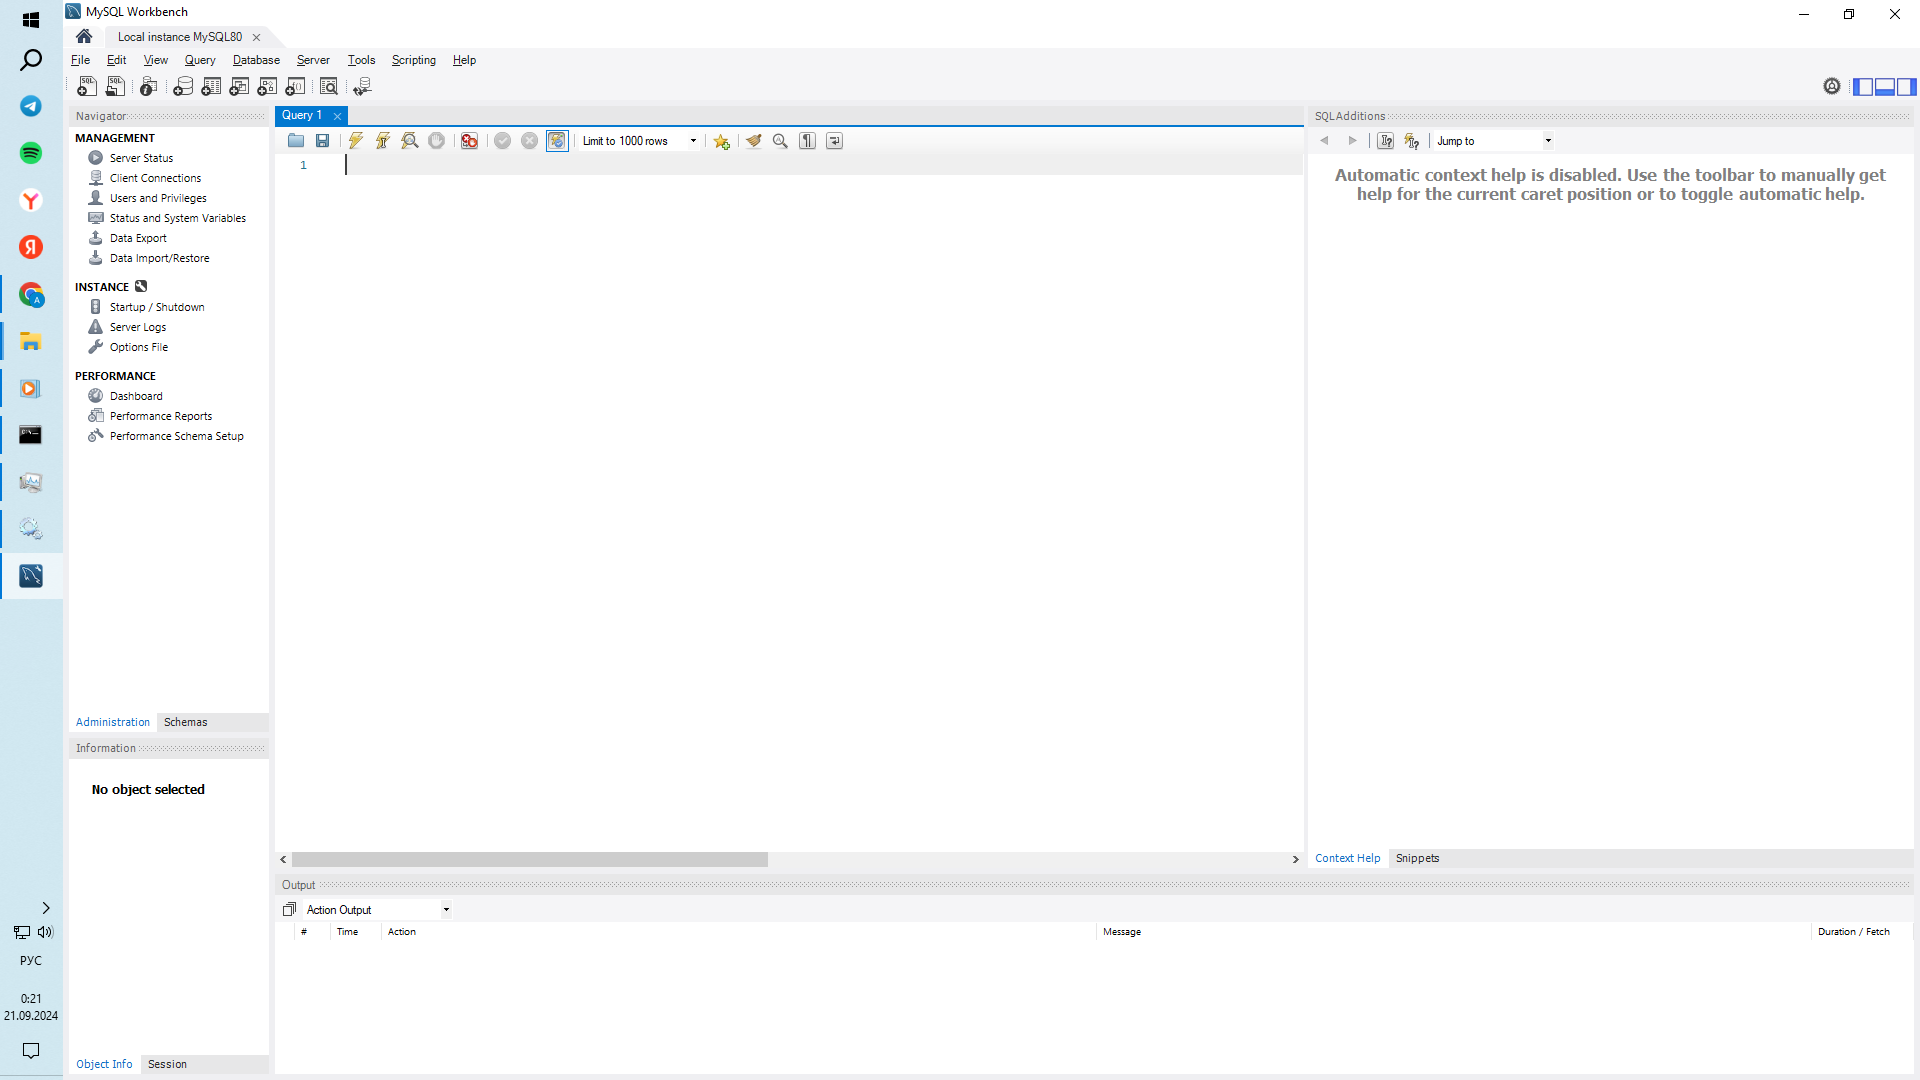 MySQL Workbench
Local instance MySQL80
File Edit View Query Database Server Tools Scripting Help
Navigator
MANAGEMENT
Server Status
Client Connections
Users and Privileges
Status and System Variables
Data Export
Data Import/Restore
INSTANCE
Startup / Shutdown
Server Logs
Options File
PERFORMANCE
Dashboard
Performance Reports
Performance Schema Setup
Administration Schemas
Information
No object selected
Object Info Session
Query 1
Limit to 1000 rows
1
SQLAdditions
Jump to
Automatic context help is disabled. Use the toolbar to manually get
help for the current caret position or to toggle automatic help.
Context Help Snippets
Output
Action Output
# Time Action Message Duration / Fetch
РУС
0:21
21.09.2024